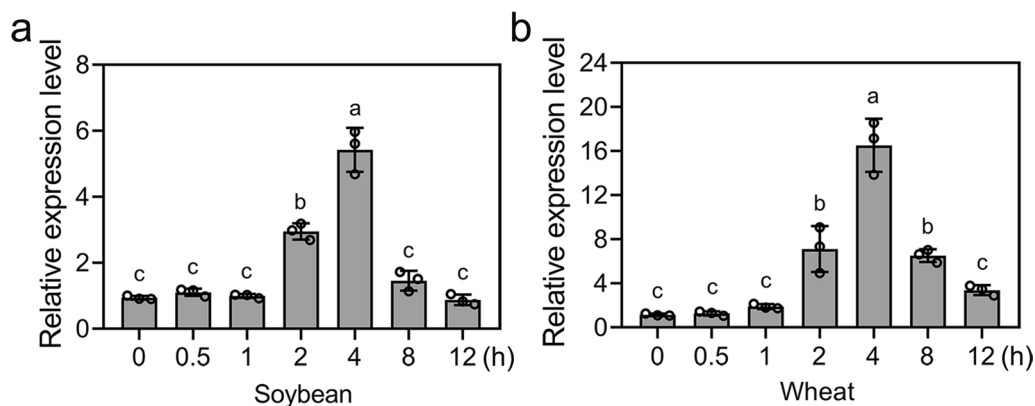 a
Relative expression level
8
6
4
2
0
c
c
c
b
a
c
c
0 0.5 1 2 4 8 12 (h)
Soybean
b
Relative expression level
24
20
16
12
8
4
0
c
c
c
b
a
b
c
0 0.5 1 2 4 8 12 (h)
Wheat